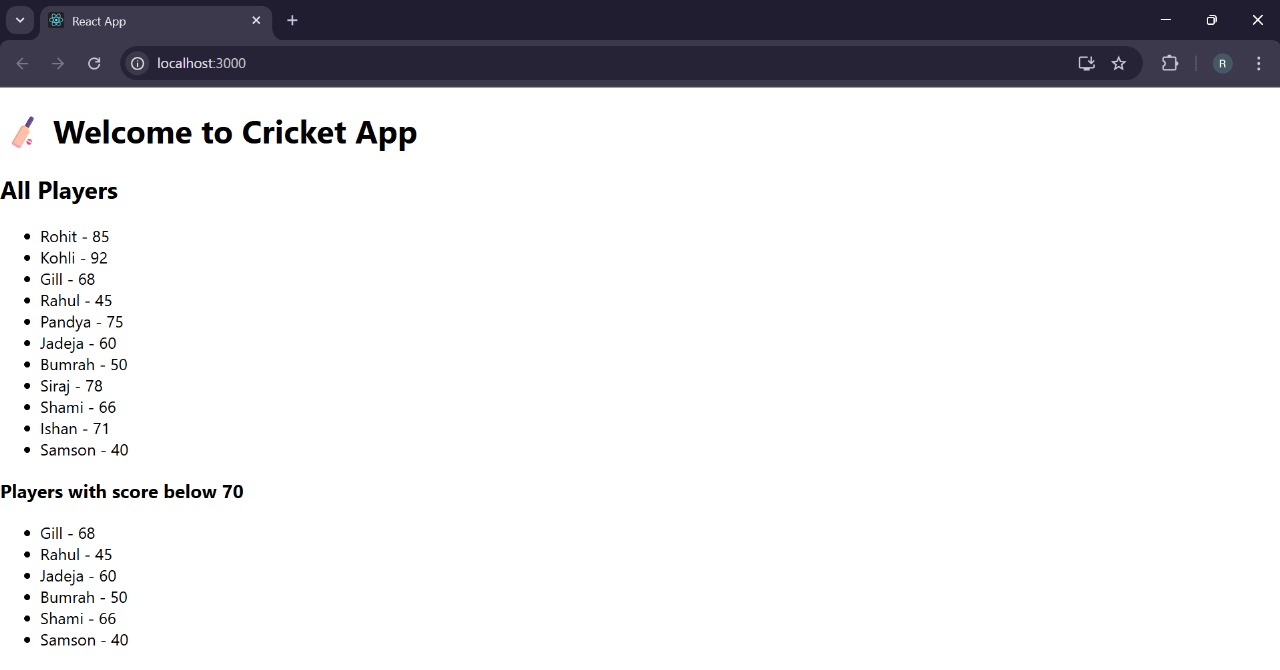 React App
localhost:3000
R
Welcome to Cricket App
All Players
Rohit - 85
Kohli - 92
Gill - 68
Rahul - 45
Pandya - 75
Jadeja - 60
Bumrah - 50
Siraj - 78
Shami - 66
Ishan - 71
Samson - 40
Players with score below 70
Gill - 68
Rahul - 45
Jadeja - 60
Bumrah - 50
Shami - 66
Samson - 40